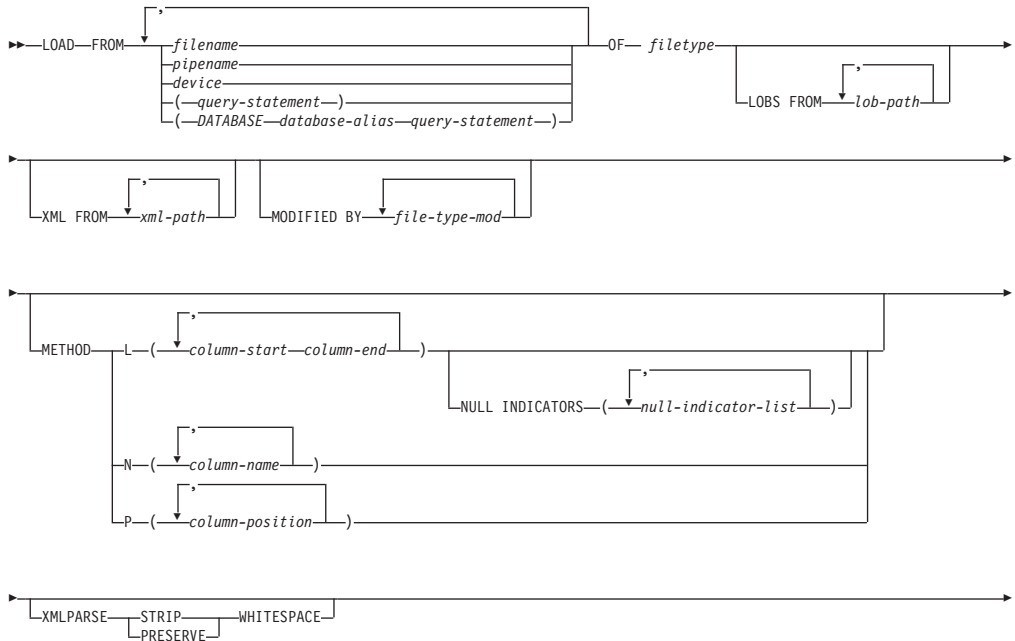 ,
LOAD FROM filename OF filetype
pipename ,
device LOBS FROM lob-path
( query-statement )
( DATABASE database-alias query-statement )
, 
XML FROM xml-path MODIFIED BY file-type-mod
,
METHOD L ( column-start column-end )
,
NULL INDICATORS ( null-indicator-list )
,
N ( column-name )
,
P ( column-position )
XMLPARSE STRIP WHITESPACE
PRESERVE